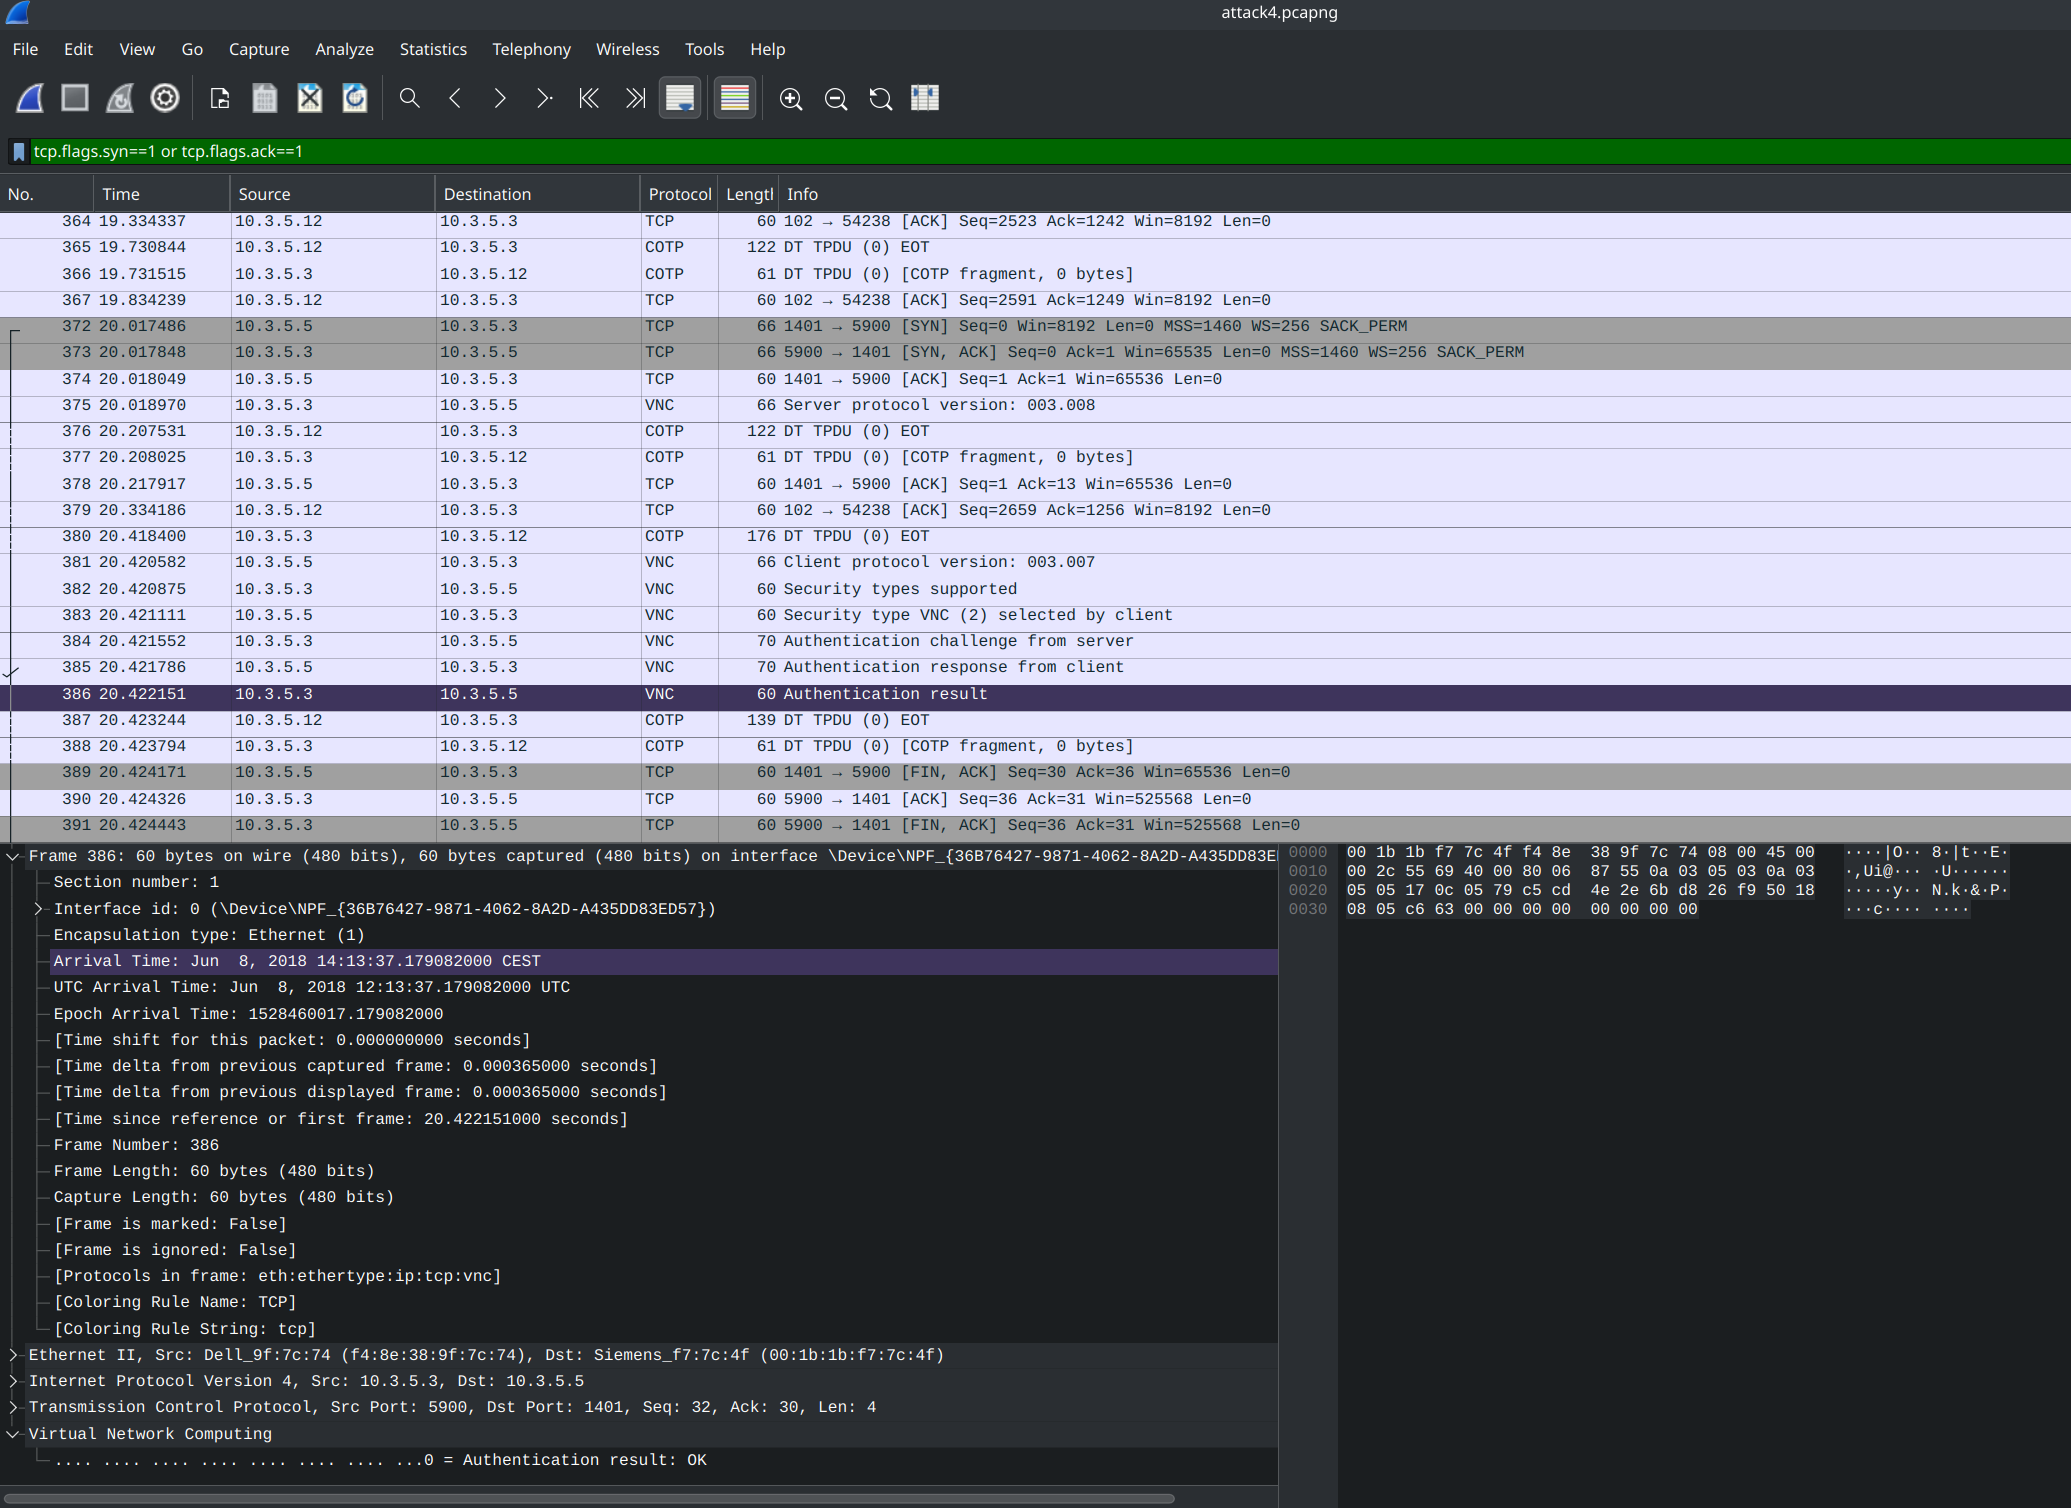 attack4.pcapng
File Edit View Go Capture Analyze Statistics Telephony Wireless Tools Help
tcp.flags.syn==1 or tcp.flags.ack==1
No. Time Source Destination Protocol Length Info
364 19.334337 10.3.5.12 10.3.5.3 TCP 60 102 → 54238 [ACK] Seq=2523 Ack=1242 Win=8192 Len=0
365 19.730844 10.3.5.12 10.3.5.3 COTP 122 DT TPDU (0) EOT
366 19.731515 10.3.5.3 10.3.5.12 COTP 61 DT TPDU (0) [COTP fragment, 0 bytes]
367 19.834239 10.3.5.12 10.3.5.3 TCP 60 102 → 54238 [ACK] Seq=2591 Ack=1249 Win=8192 Len=0
372 20.017486 10.3.5.5 10.3.5.3 TCP 66 1401 → 5900 [SYN] Seq=0 Win=8192 Len=0 MSS=1460 WS=256 SACK_PERM
373 20.017848 10.3.5.3 10.3.5.5 TCP 66 5900 → 1401 [SYN, ACK] Seq=0 Ack=1 Win=65535 Len=0 MSS=1460 WS=256 SACK_PERM
374 20.018049 10.3.5.5 10.3.5.3 TCP 60 1401 → 5900 [ACK] Seq=1 Ack=1 Win=65536 Len=0
375 20.018970 10.3.5.3 10.3.5.5 VNC 66 Server protocol version: 003.008
376 20.207531 10.3.5.12 10.3.5.3 COTP 122 DT TPDU (0) EOT
377 20.208025 10.3.5.3 10.3.5.12 COTP 61 DT TPDU (0) [COTP fragment, 0 bytes]
378 20.217917 10.3.5.5 10.3.5.3 TCP 60 1401 → 5900 [ACK] Seq=1 Ack=13 Win=65536 Len=0
379 20.334186 10.3.5.12 10.3.5.3 TCP 60 102 → 54238 [ACK] Seq=2659 Ack=1256 Win=8192 Len=0
380 20.418400 10.3.5.3 10.3.5.12 COTP 176 DT TPDU (0) EOT
381 20.420582 10.3.5.5 10.3.5.3 VNC 66 Client protocol version: 003.007
382 20.420875 10.3.5.3 10.3.5.5 VNC 60 Security types supported
383 20.421111 10.3.5.5 10.3.5.3 VNC 60 Security type VNC (2) selected by client
384 20.421552 10.3.5.3 10.3.5.5 VNC 70 Authentication challenge from server
385 20.421786 10.3.5.5 10.3.5.3 VNC 70 Authentication response from client
386 20.422151 10.3.5.3 10.3.5.5 VNC 60 Authentication result
387 20.423244 10.3.5.12 10.3.5.3 COTP 139 DT TPDU (0) EOT
388 20.423794 10.3.5.3 10.3.5.12 COTP 61 DT TPDU (0) [COTP fragment, 0 bytes]
389 20.424171 10.3.5.5 10.3.5.3 TCP 60 1401 → 5900 [FIN, ACK] Seq=30 Ack=36 Win=65536 Len=0
390 20.424326 10.3.5.3 10.3.5.5 TCP 60 5900 → 1401 [ACK] Seq=36 Ack=31 Win=525568 Len=0
391 20.424443 10.3.5.3 10.3.5.5 TCP 60 5900 → 1401 [FIN, ACK] Seq=36 Ack=31 Win=525568 Len=0
Frame 386: 60 bytes on wire (480 bits), 60 bytes captured (480 bits) on interface \Device\NPF_{36B76427-9871-4062-8A2D-A435DD83E
Section number: 1
Interface id: 0 (\Device\NPF_{36B76427-9871-4062-8A2D-A435DD83ED57})
Encapsulation type: Ethernet (1)
Arrival Time: Jun  8, 2018 14:13:37.179082000 CEST
UTC Arrival Time: Jun  8, 2018 12:13:37.179082000 UTC
Epoch Arrival Time: 1528460017.179082000
[Time shift for this packet: 0.000000000 seconds]
[Time delta from previous captured frame: 0.000365000 seconds]
[Time delta from previous displayed frame: 0.000365000 seconds]
[Time since reference or first frame: 20.422151000 seconds]
Frame Number: 386
Frame Length: 60 bytes (480 bits)
Capture Length: 60 bytes (480 bits)
[Frame is marked: False]
[Frame is ignored: False]
[Protocols in frame: eth:ethertype:ip:tcp:vnc]
[Coloring Rule Name: TCP]
[Coloring Rule String: tcp]
Ethernet II, Src: Dell_9f:7c:74 (f4:8e:38:9f:7c:74), Dst: Siemens_f7:7c:4f (00:1b:1b:f7:7c:4f)
Internet Protocol Version 4, Src: 10.3.5.3, Dst: 10.3.5.5
Transmission Control Protocol, Src Port: 5900, Dst Port: 1401, Seq: 32, Ack: 30, Len: 4
Virtual Network Computing
.... .... .... .... .... .... .... ...0 = Authentication result: OK
0000 00 1b 1b f7 7c 4f f4 8e  38 9f 7c 74 08 00 45 00 ····|O·· 8·|t··E·
0010 00 2c 55 69 40 00 80 06  87 55 0a 03 05 03 0a 03 ·,Ui@··· ·U······
0020 05 05 17 0c 05 79 c5 cd  4e 2e 6b d8 26 f9 50 18 ·····y·· N.k·&·P·
0030 08 05 c6 63 00 00 00 00  00 00 00 00 ···c···· ····